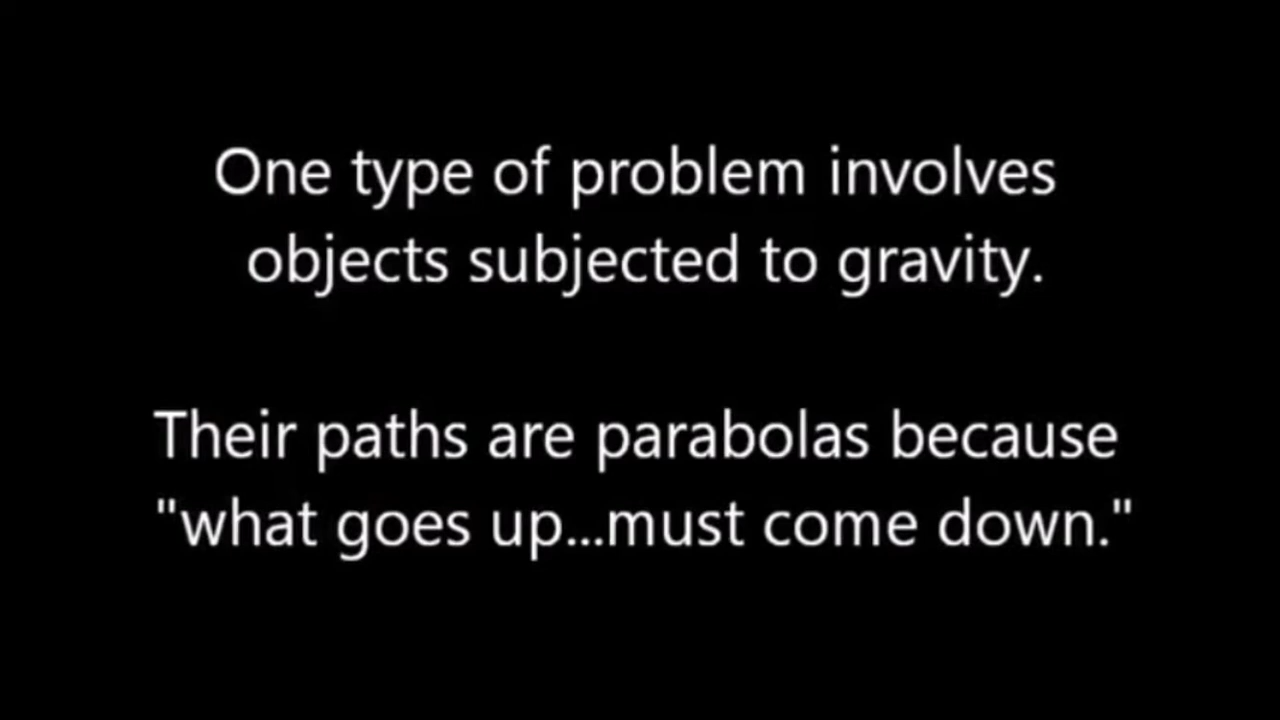 One type of problem involves
objects subjected to gravity.
Their paths are parabolas because
"what goes up...must come down."